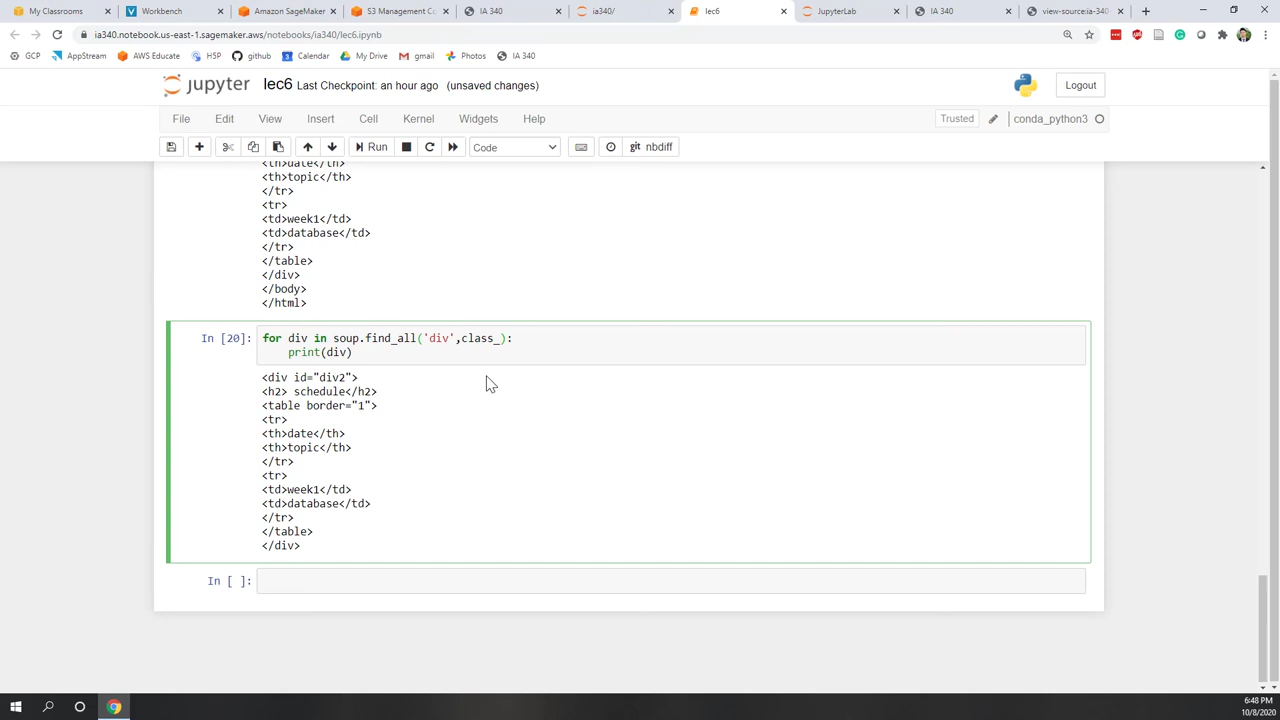 My Classrooms
Workbench
Amazon SageMaker
S3 Management Co
IA 340
ia340/
lec6
JupyterLab
IA 340
view-source:ia340-
ia340.notebook.us-east-1.sagemaker.aws/notebooks/ia340/lec6.ipynb
GCP
AppStream
AWS Educate
H5P
github
Calendar
My Drive
gmail
Photos
IA 340
jupyter lec6 Last Checkpoint: an hour ago (unsaved changes)
Logout
File Edit View Insert Cell Kernel Widgets Help
Trusted
conda_python3
Run
Code
git nbdiff
<th>date</th>
<th>topic</th>
</tr>
<tr>
<td>week1</td>
<td>database</td>
</tr>
</table>
</div>
</body>
</html>
In [20]: for div in soup.find_all('div',class_):
print(div)
<div id="div2">
<h2> schedule</h2>
<table border="1">
<tr>
<th>date</th>
<th>topic</th>
</tr>
<tr>
<td>week1</td>
<td>database</td>
</tr>
</table>
</div>
In [ ]:
6:48 PM
10/8/2020